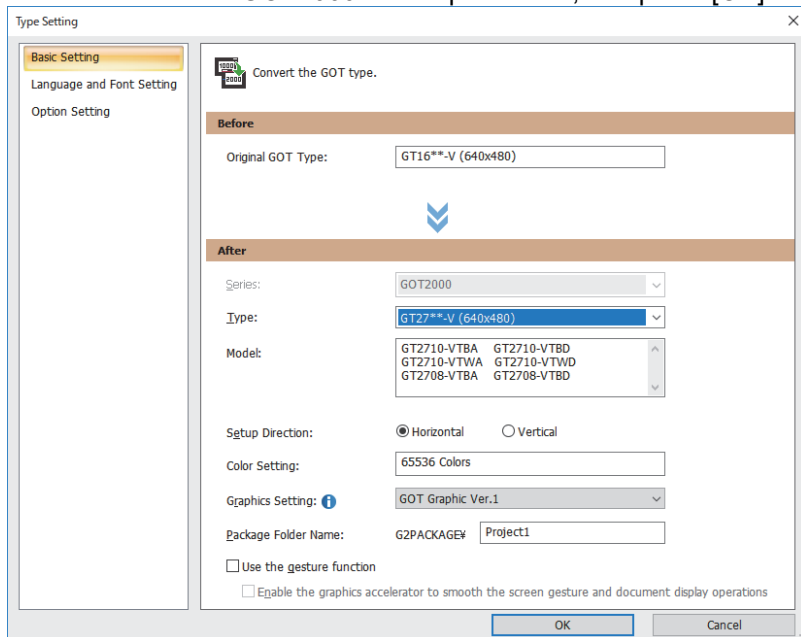 Type Setting
Basic Setting
Language and Font Setting
Option Setting
Convert the GOT type.
Before
Original GOT Type: GT16**-V (640x480)
After
Series: GOT2000
Type: GT27**-V (640x480)
Model: GT2710-VTBA GT2710-VTBD
GT2710-VTWA GT2710-VTWD
GT2708-VTBA GT2708-VTBD
Setup Direction: Horizontal Vertical
Color Setting: 65536 Colors
Graphics Setting: GOT Graphic Ver.1
Package Folder Name: G2PACKAGE¥ Project1
Use the gesture function
Enable the graphics accelerator to smooth the screen gesture and document display operations
OK Cancel